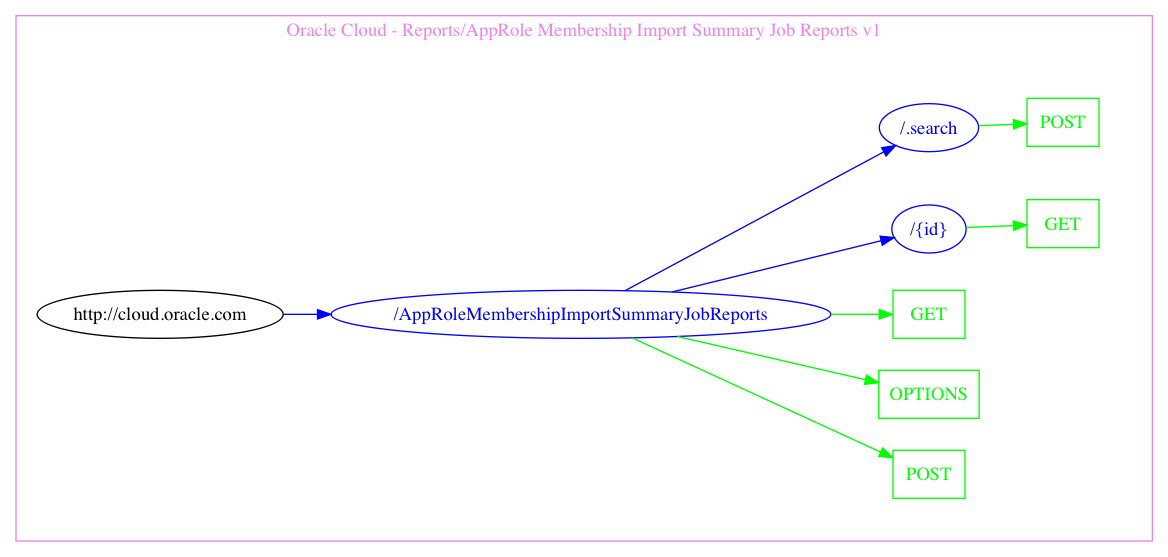 Oracle Cloud - Reports/AppRole Membership Import Summary Job Reports v1
/.search
POST
/{id}
GET
http://cloud.oracle.com
/AppRoleMembershipImportSummaryJobReports
GET
OPTIONS
POST